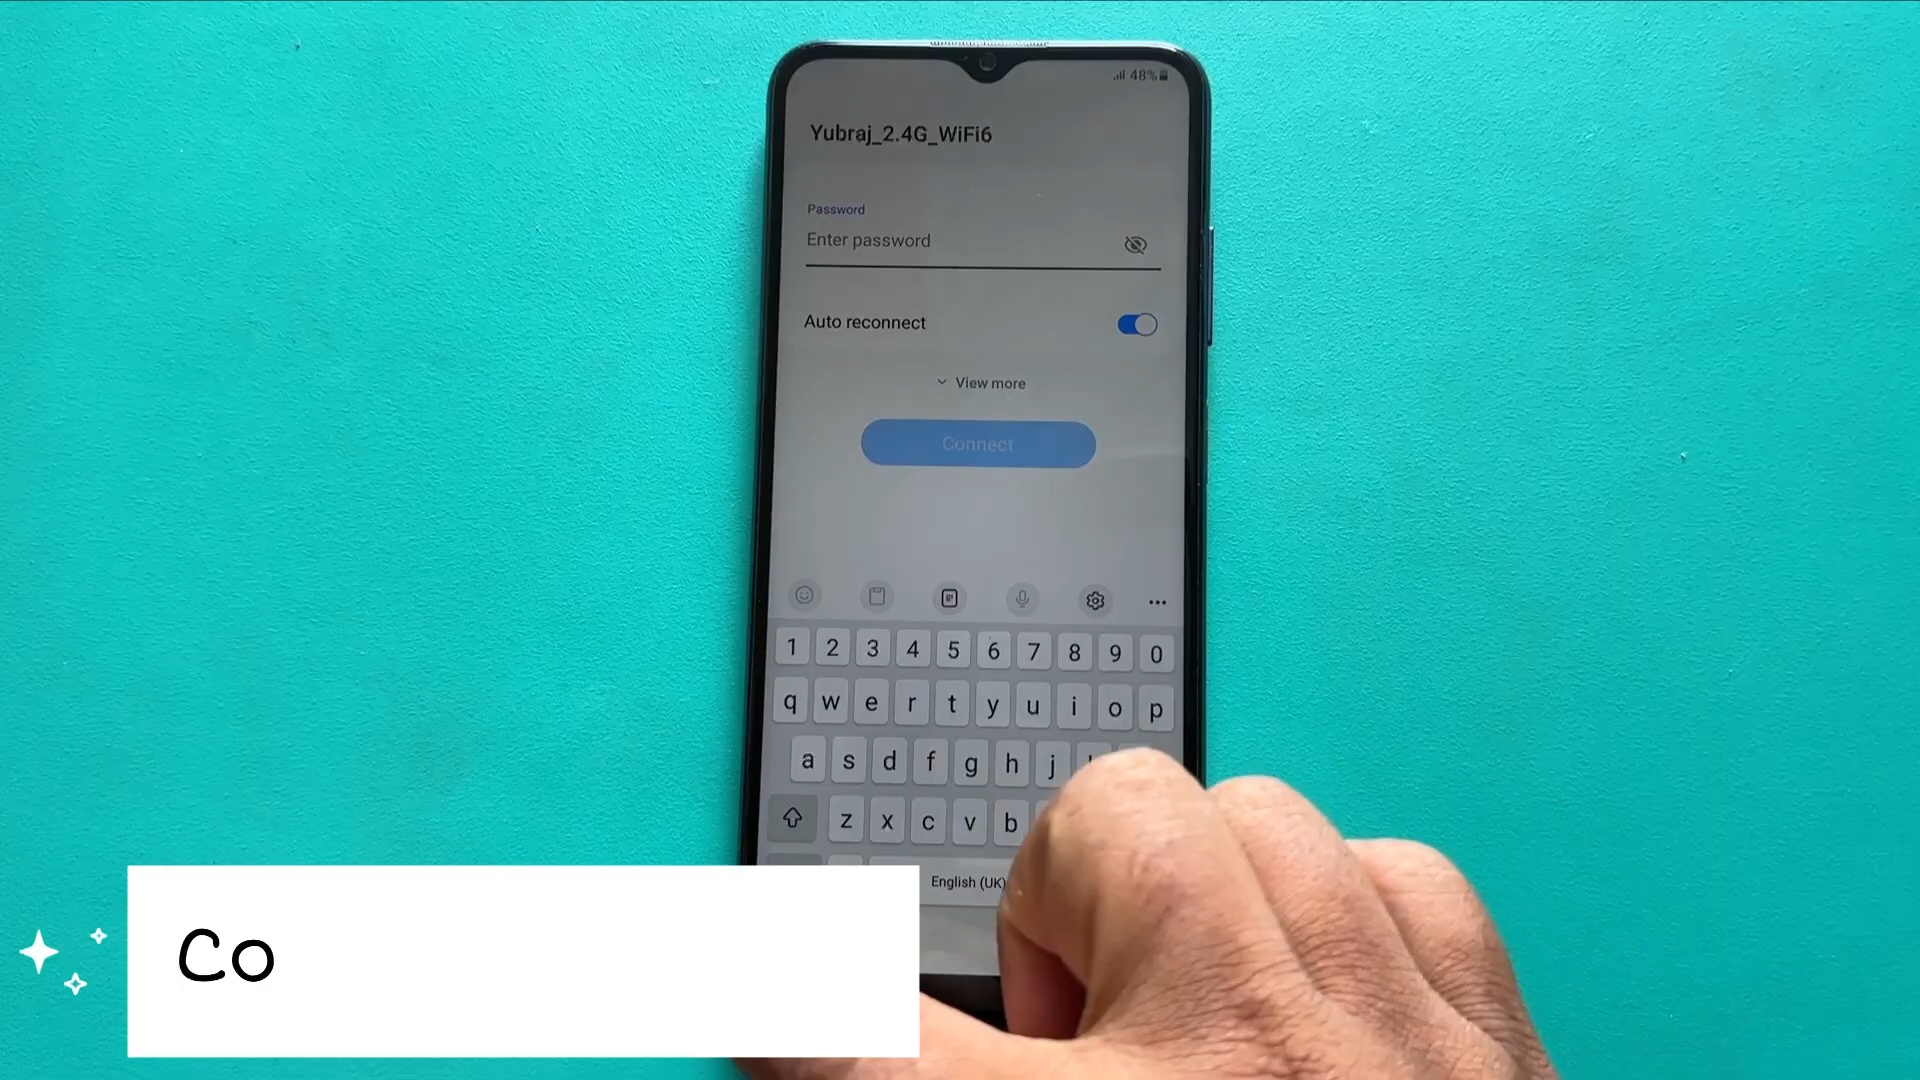 48%
Yubraj_2.4G_WiFi6
Password
Enter password
Auto reconnect
View more
Connect
1 2 3 4 5 6 7 8 9 0
q w e r t y u i o p
a s d f g h j
z x c v b
English (UK)
Co